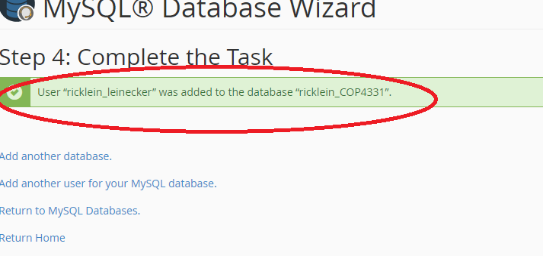 MySQL® Database Wizard
Step 4: Complete the Task
User “ricklein_leinecker” was added to the database “ricklein_COP4331”.
Add another database.
Add another user for your MySQL database.
Return to MySQL Databases.
Return Home